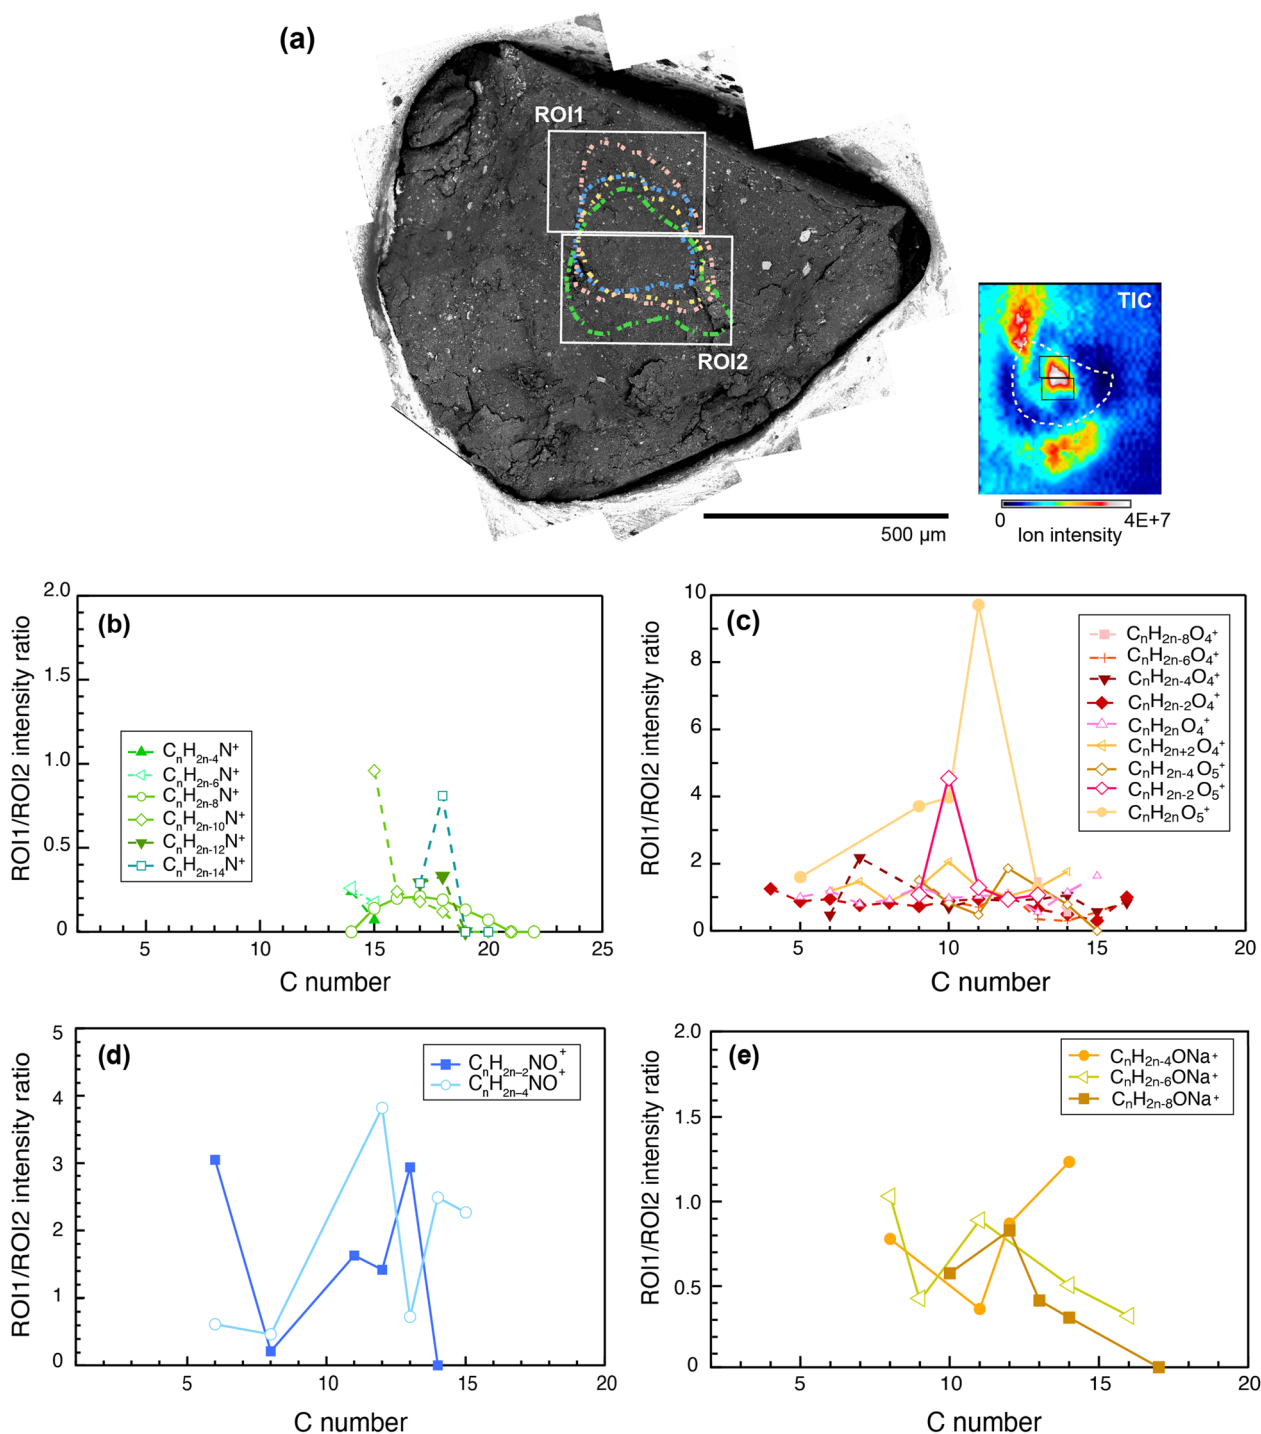 (a)
ROI1
ROI2
TIC
0 4E+7
Ion intensity
500 µm
(b)
ROI1/ROI2 intensity ratio
2.0
1.5
1.0
0.5
0
CnH2n-4N+
CnH2n-6N+
CnH2n-8N+
CnH2n-10N+
CnH2n-12N+
CnH2n-14N+
5 10 15 20 25
C number
(c)
ROI1/ROI2 intensity ratio
10
8
6
4
2
0
CnH2n-8O4+
CnH2n-6O4+
CnH2n-4O4+
CnH2n-2O4+
CnH2nO4+
CnH2n+2O4+
CnH2n-4O5+
CnH2n-2O5+
CnH2nO5+
5 10 15 20
C number
(d)
ROI1/ROI2 intensity ratio
5
4
3
2
1
0
CnH2n–2NO+
CnH2n–4NO+
5 10 15 20
C number
(e)
ROI1/ROI2 intensity ratio
2.0
1.5
1.0
0.5
0
CnH2n-4ONa+
CnH2n-6ONa+
CnH2n-8ONa+
5 10 15 20
C number